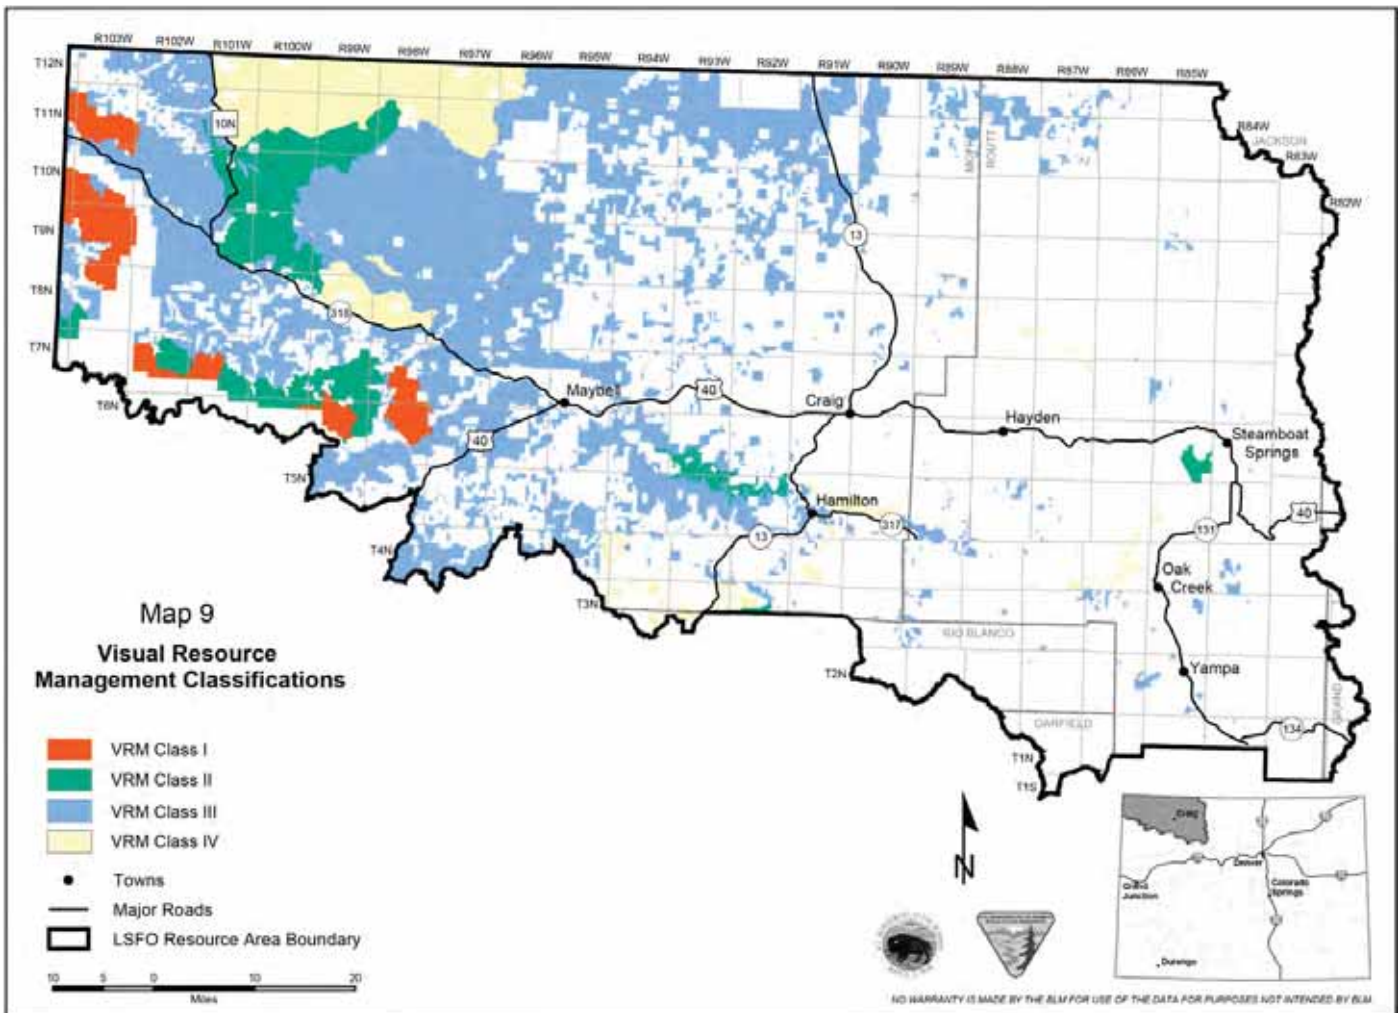 R103W R102W R101W R100W R99W R98W R97W R96W R95W R94W R93W R92W R91W R90W R89W R88W R87W R86W R85W
T12N
T11N
10N
R84W
JACKSON
R83W
MOFFAT
ROUTT
T10N
R82W
T9N
13
T8N
318
T7N
Maybell
40
Craig
T6N
Hayden
40
Steamboat
Springs
T5N
Hamilton
317
40
131
13
T4N
Oak
Creek
T3N
RIO BLANCO
T2N
Yampa
GRAND
GARFIELD
134
T1N
T1S
Map 9
Visual Resource
Management Classifications
VRM Class I
VRM Class II
VRM Class III
VRM Class IV
Towns
Major Roads
LSFO Resource Area Boundary
10 5 0 10 20
Miles
N
Craig
Denver
Grand
Junction
Colorado
Springs
Durango
NO WARRANTY IS MADE BY THE BLM FOR USE OF THE DATA FOR PURPOSES NOT INTENDED BY BLM